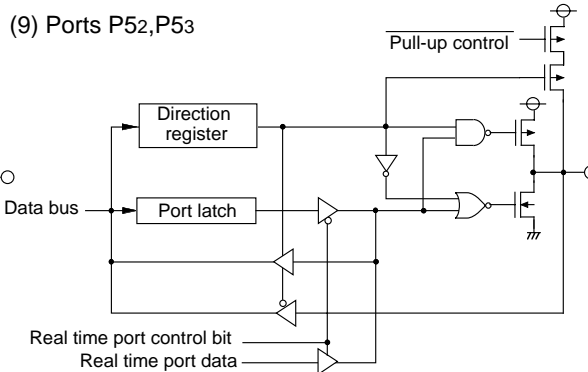 (9) Ports P52,P53
Pull-up control
Direction
register
Data bus
Port latch
Real time port control bit
Real time port data